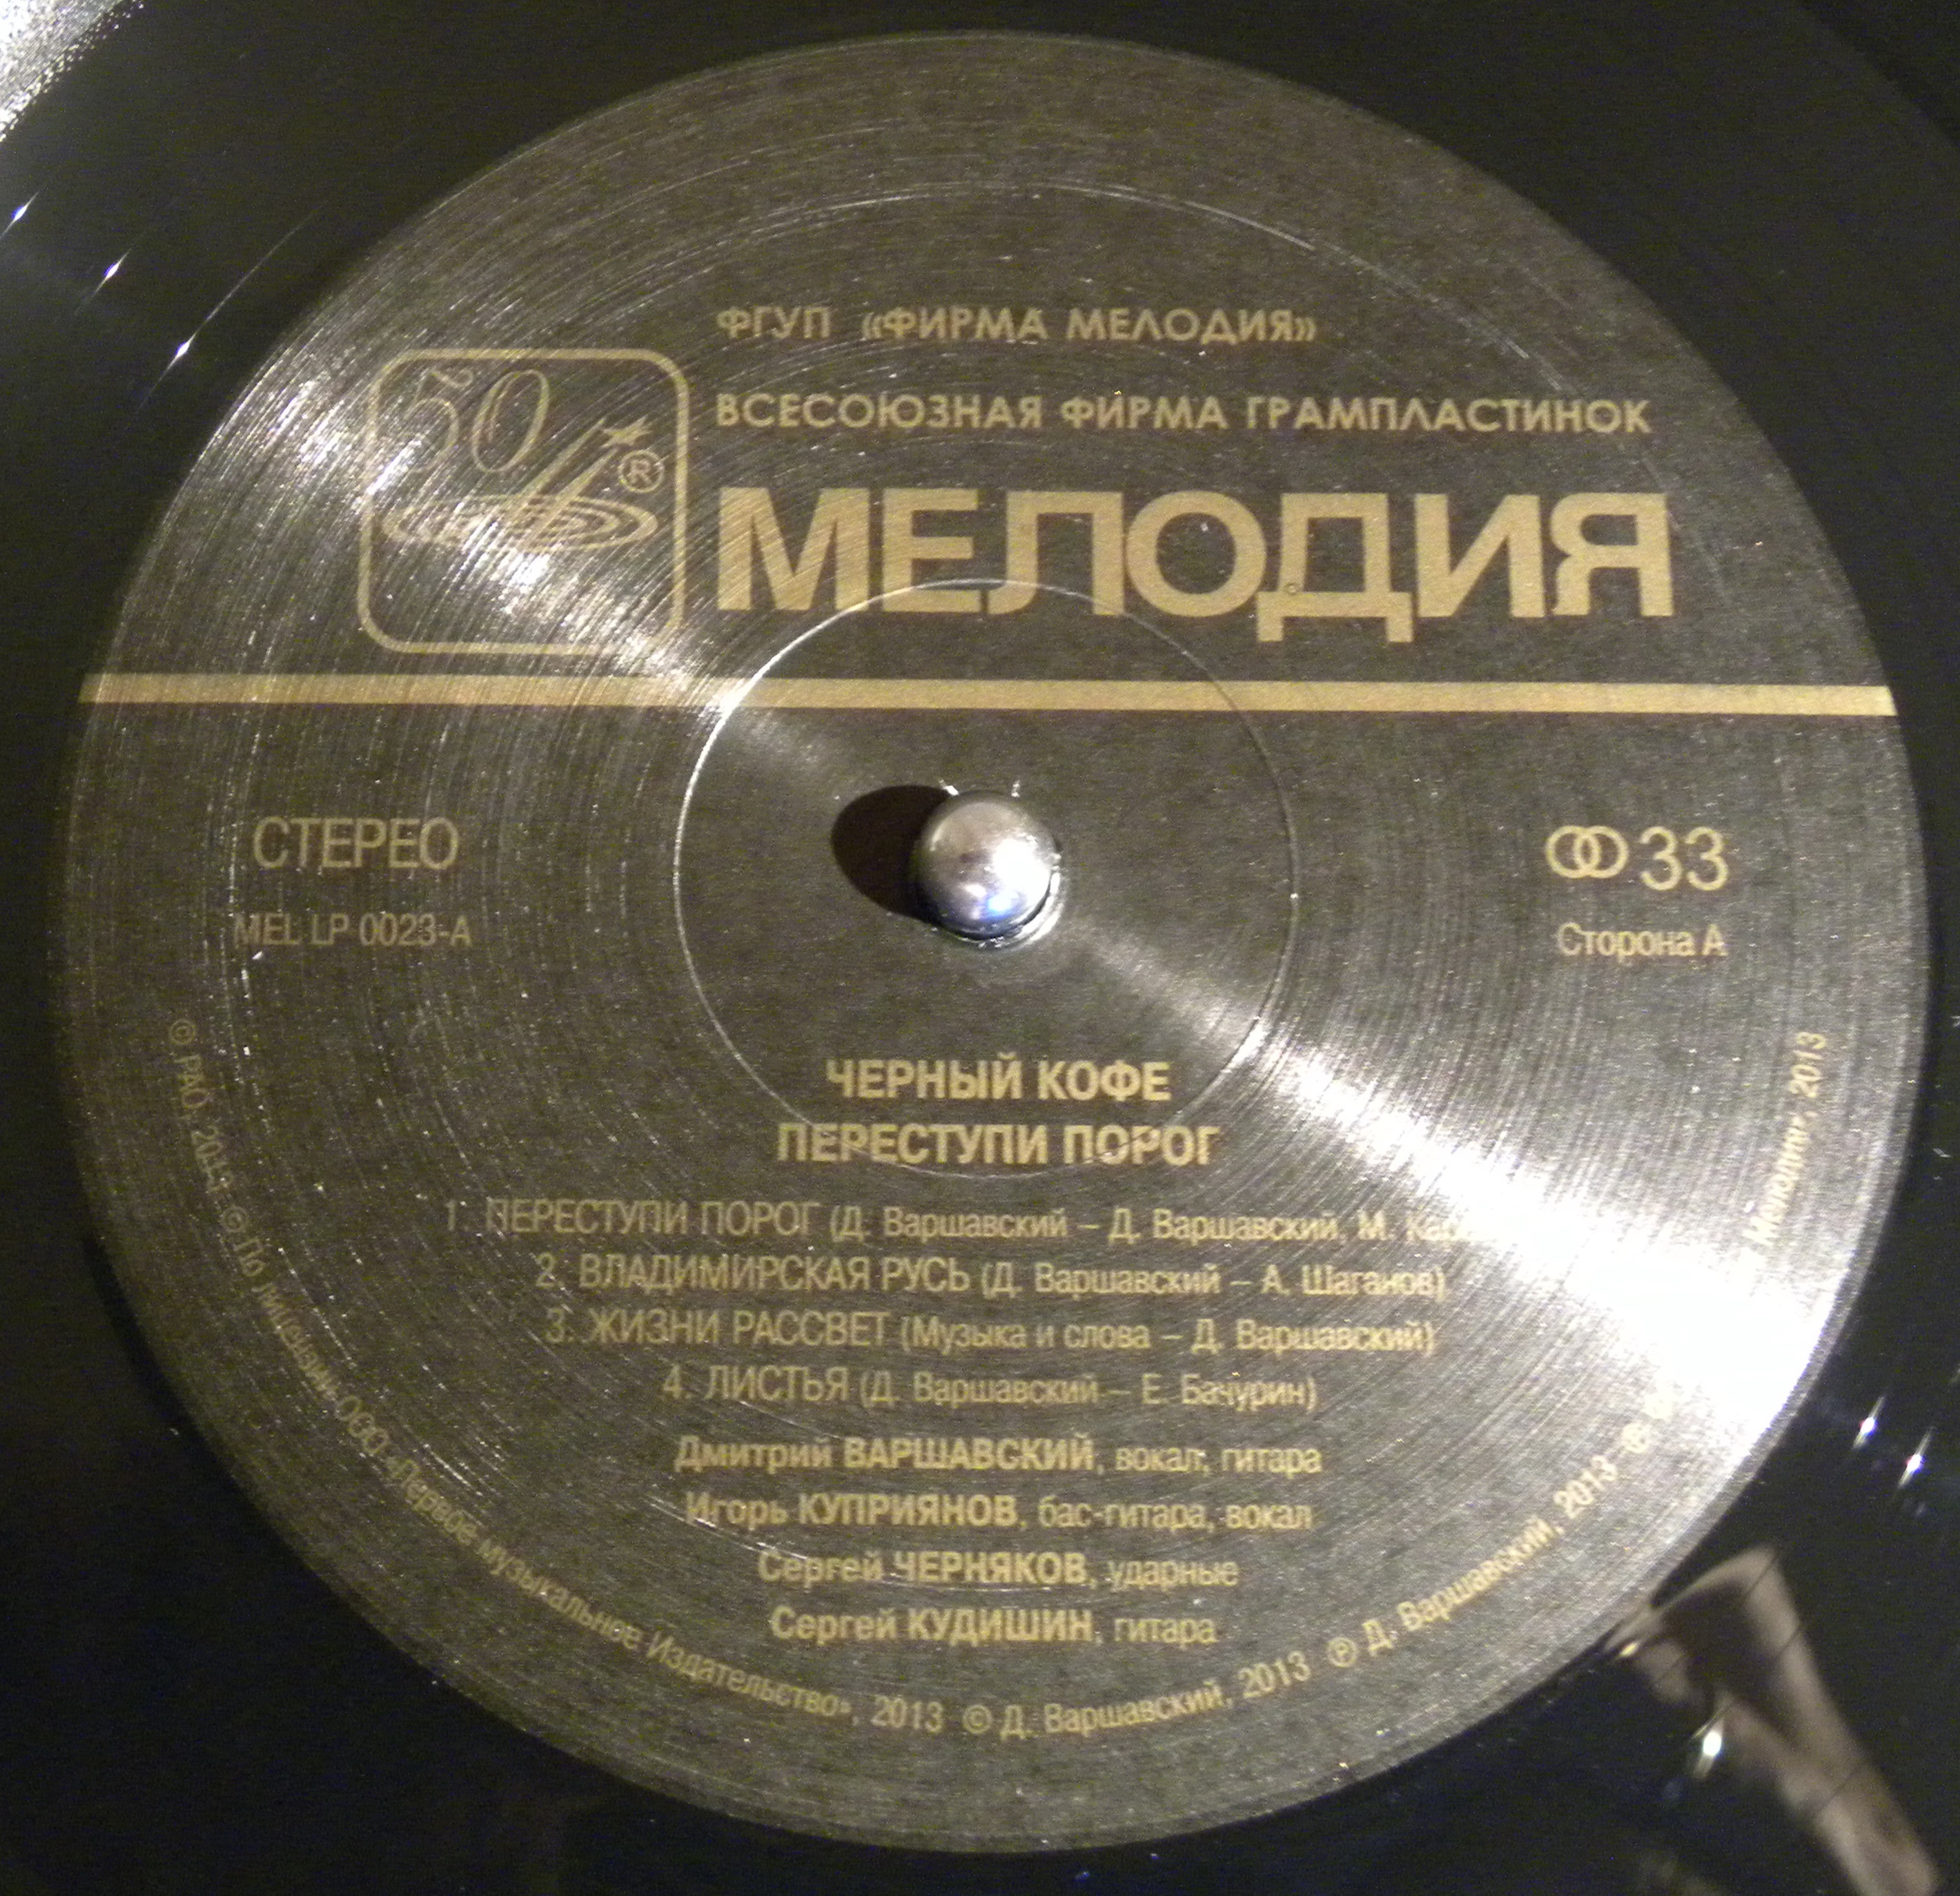 ФГУП «ФИРМА МЕЛОДИЯ»
ВСЕСОЮЗНАЯ ФИРМА ГРАМПЛАСТИНОК
50
®
МЕЛОДИЯ
СТЕРЕО
MEL LP 0023-A
33
Сторона А
ЧЕРНЫЙ КОФЕ
ПЕРЕСТУПИ ПОРОГ
1. ПЕРЕСТУПИ ПОРОГ (Д. Варшавский – Д. Варшавский, М.
2. ВЛАДИМИРСКАЯ РУСЬ (Д. Варшавский – А. Шаганов)
3. ЖИЗНИ РАССВЕТ (Музыка и слова – Д. Варшавский)
4. ЛИСТЬЯ (Д. Варшавский – Е. Бачурин)
Дмитрий ВАРШАВСКИЙ, вокал, гитара
Игорь КУПРИЯНОВ, бас-гитара, вокал
Сергей ЧЕРНЯКОВ, ударные
Сергей КУДИШИН, гитара
© РАО, © По лицензии ООО «Первое музыкальное Издательство», 2013 © Д. Варшавский, 2013 ℗ Д. Варшавский, 2013 © Мелодия, 2013